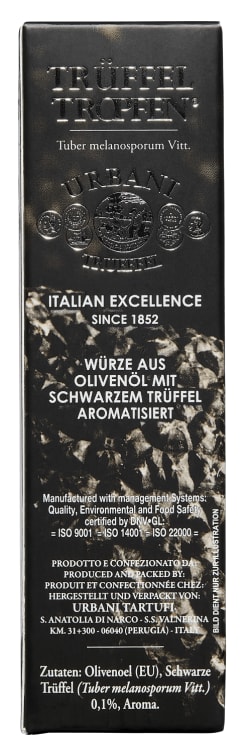 TRÜFFEL
TROPFEN®
Tuber melanosporum Vitt.
URBANI
TRUFFEL
ITALIAN EXCELLENCE
SINCE 1852
WÜRZE AUS
OLIVENÖL MIT
SCHWARZEM TRÜFFEL
AROMATISIERT
Manufactured with management Systems:
Quality, Environmental and Food Safety,
certified by DNV•GL:
= ISO 9001 = ISO 14001 = ISO 22000 =
PRODOTTO E CONFEZIONATO DA:
PRODUCED AND PACKED BY:
PRODUIT ET CONFECTIONNÉE CHEZ:
HERGESTELLT UND VERPACKT VON:
URBANI TARTUFI
S. ANATOLIA DI NARCO - S.S. VALNERINA
KM. 31+300 - 06040 (PERUGIA) - ITALY
BILD DIENT NUR ZUR ILLUSTRATION
Zutaten: Olivenoel (EU), Schwarze
Trüffel (Tuber melanosporum Vitt.)
0,1%, Aroma.